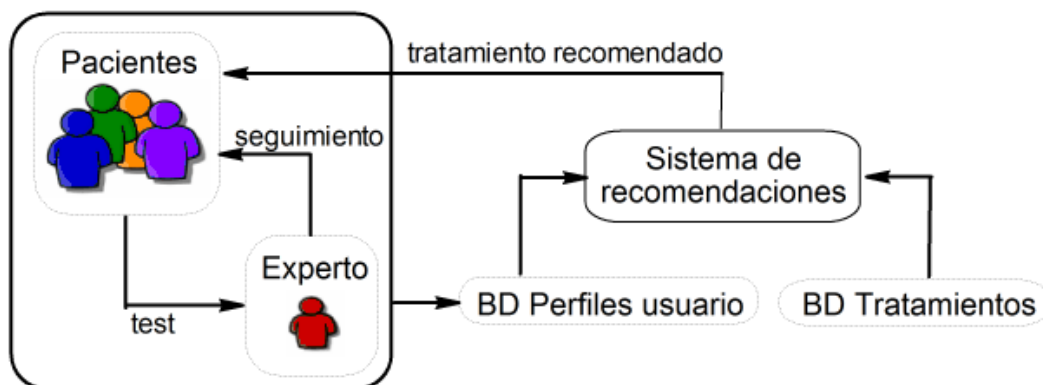 Pacientes
tratamiento recomendado
seguimiento
Sistema de
recomendaciones
Experto
test
BD Perfiles usuario
BD Tratamientos